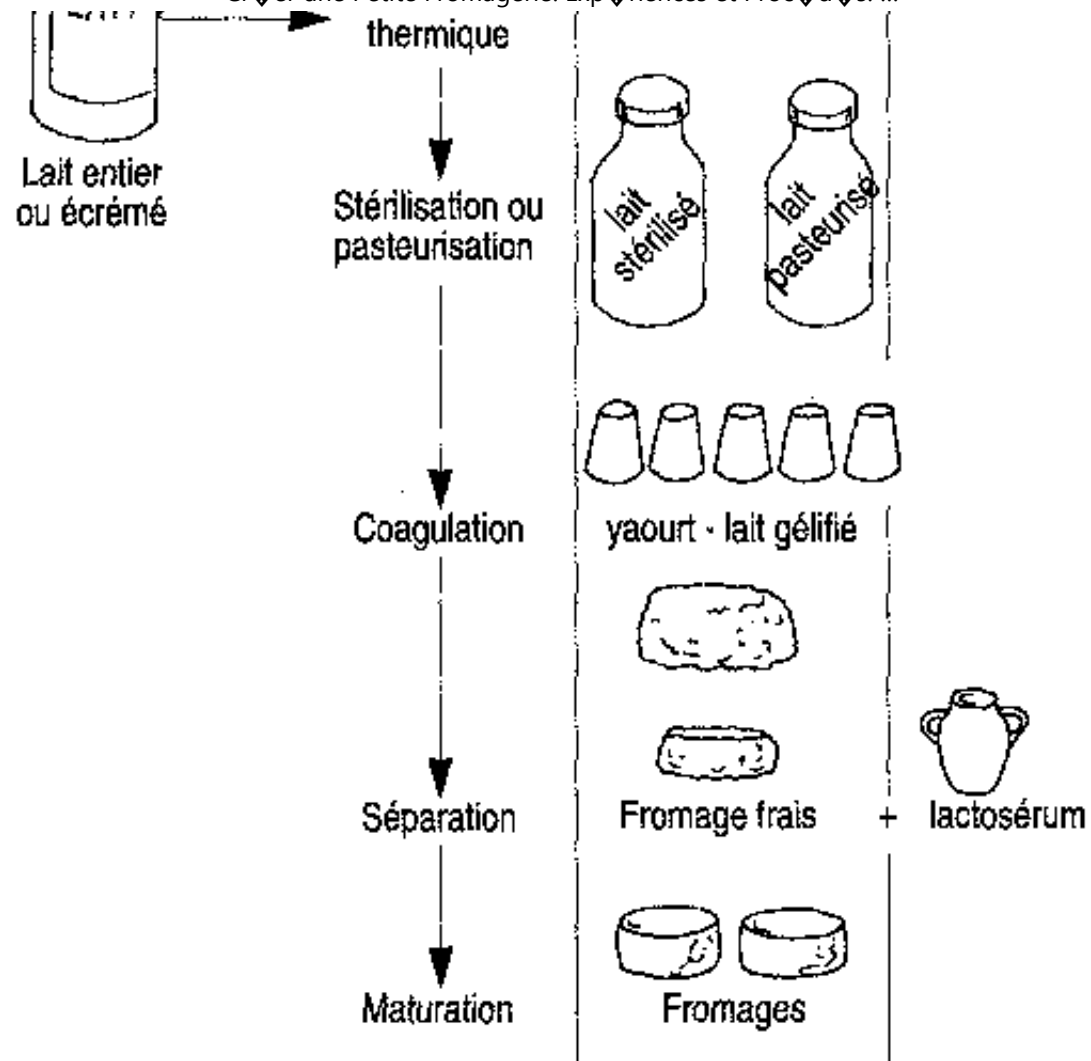 thermique
Lait entier
ou écrémé
Stérilisation ou
pasteurisation
lait
stérilisé
lait
pasteurisé
Coagulation
yaourt - lait gélifié
Séparation
Fromage frais + lactosérum
Maturation
Fromages